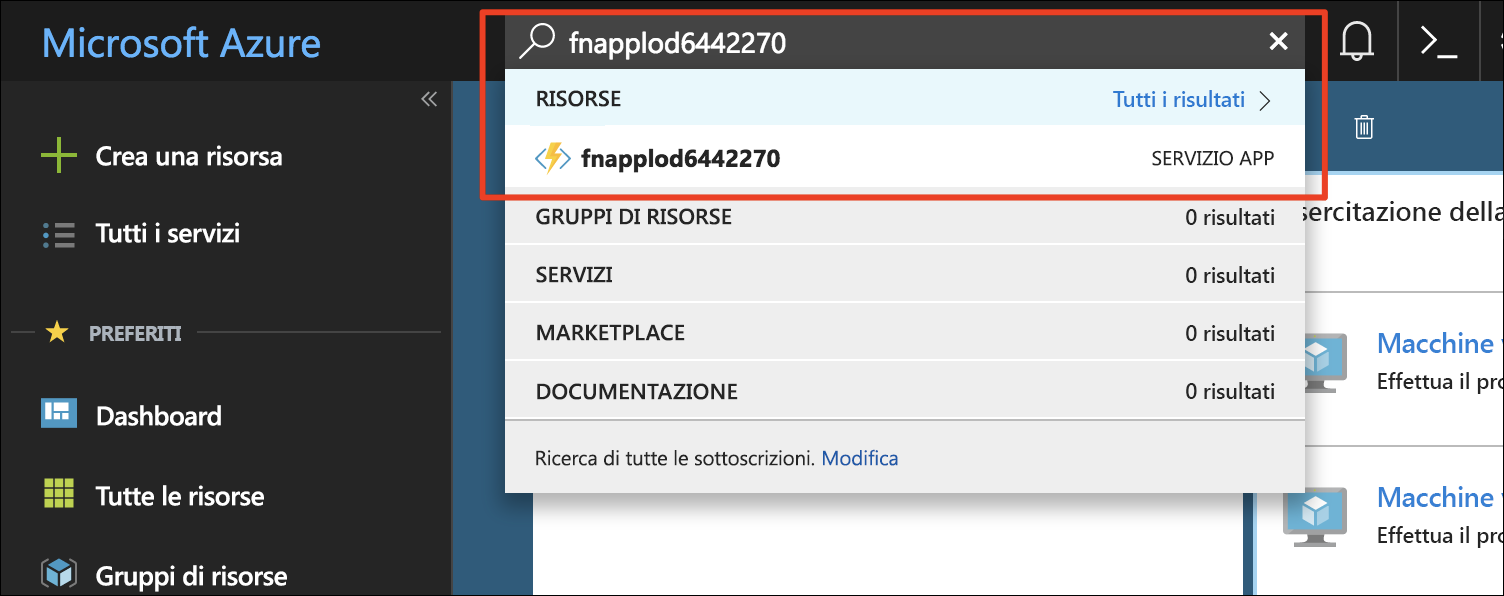 Microsoft Azure
fnapplod6442270
RISORSE
Tutti i risultati
fnapplod6442270
SERVIZIO APP
GRUPPI DI RISORSE
0 risultati
SERVIZI
0 risultati
MARKETPLACE
0 risultati
DOCUMENTAZIONE
0 risultati
Ricerca di tutte le sottoscrizioni. Modifica
Crea una risorsa
Tutti i servizi
PREFERITI
Dashboard
Tutte le risorse
Gruppi di risorse
sercitazione della
Macchine
Effettua il pro
Macchine
Effettua il pro